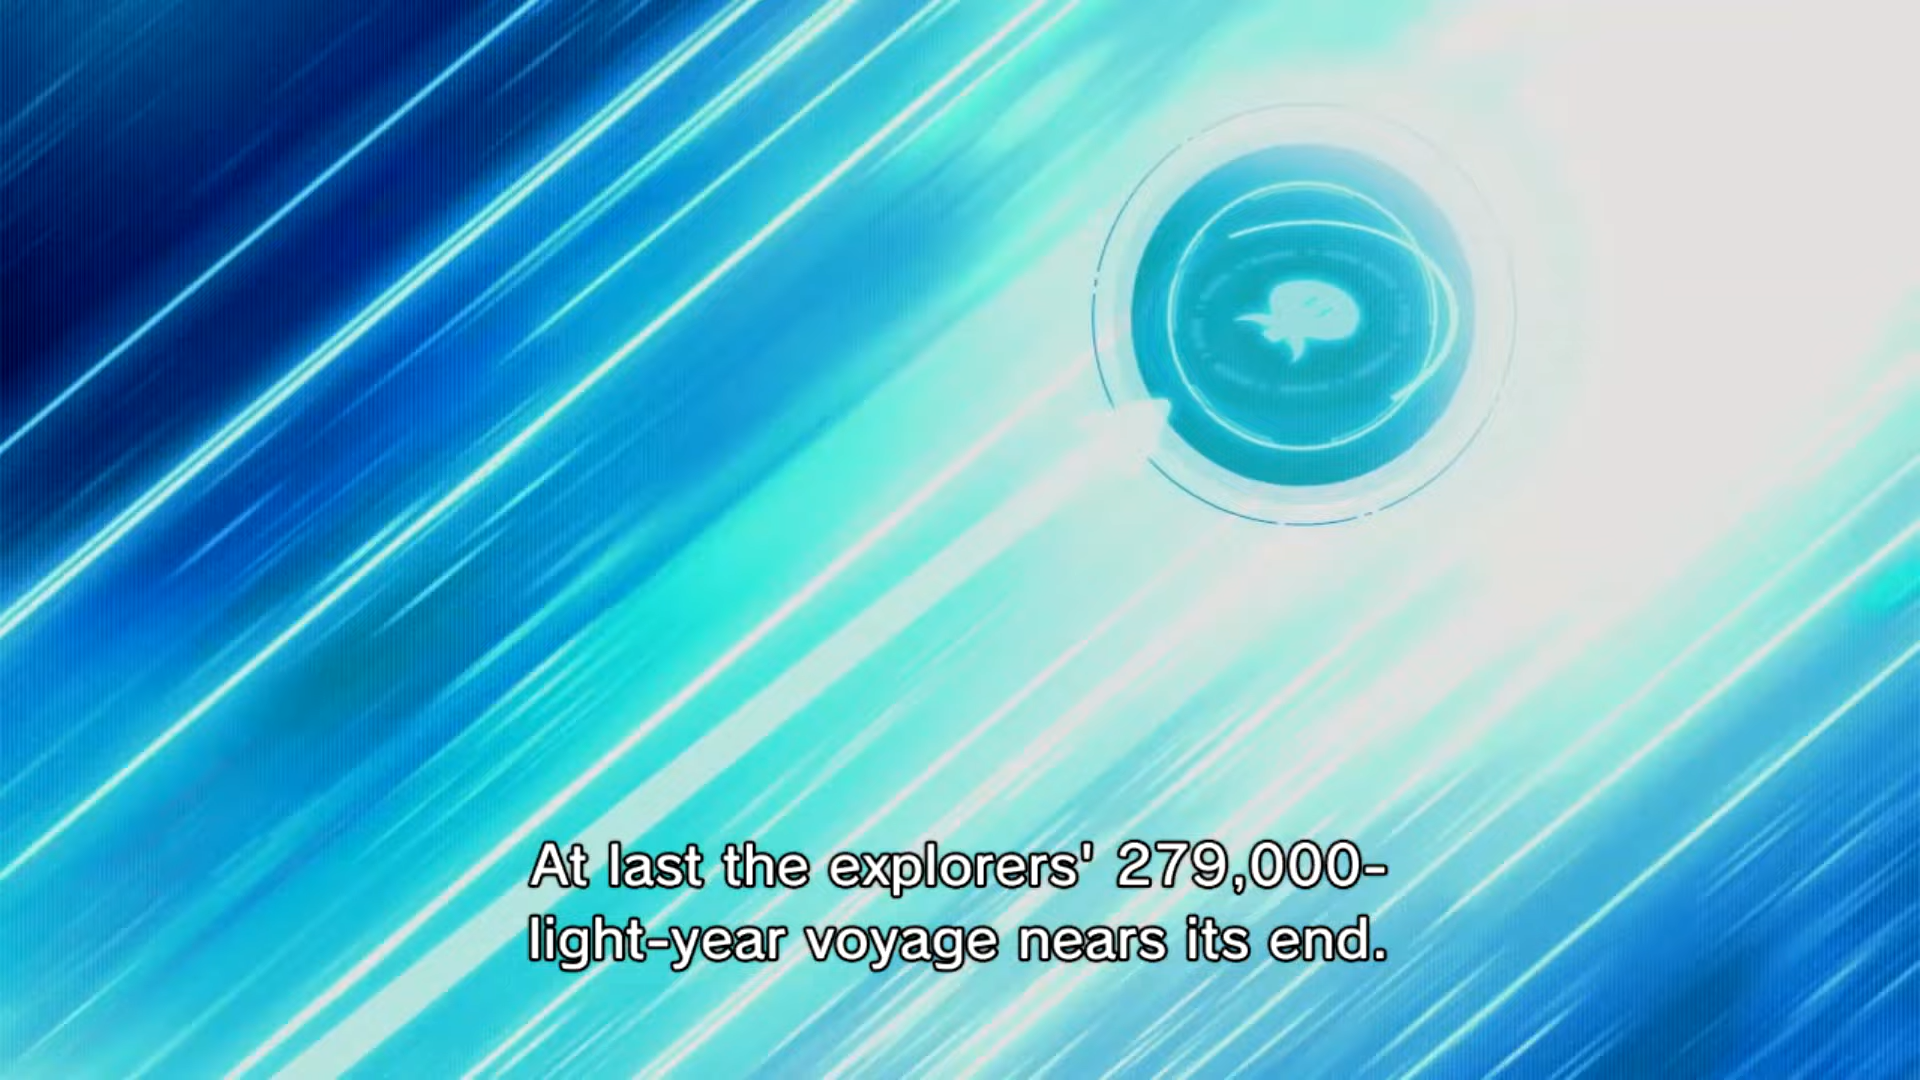 At last the explorers' 279,000-
light-year voyage nears its end.